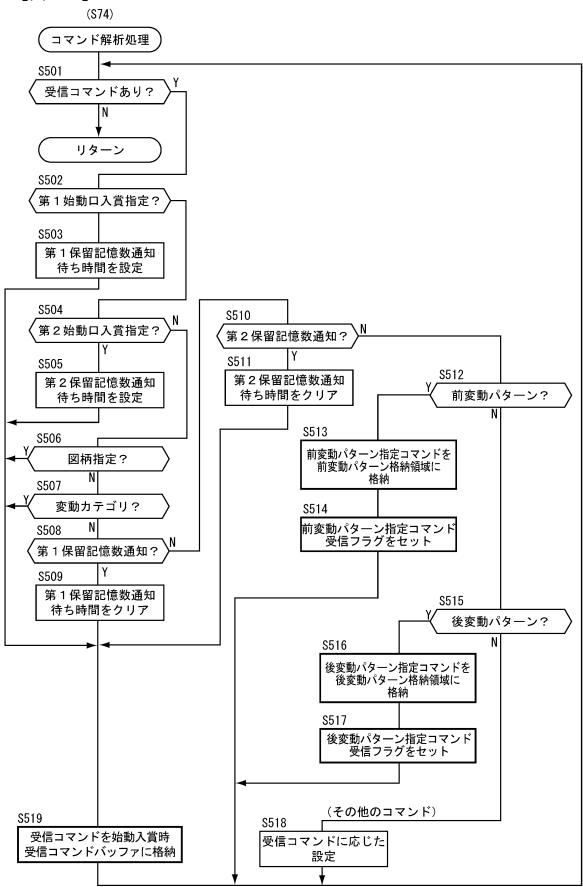 (S74)
コマンド解析処理
S501
受信コマンドあり？
Y
N
リターン
S502
第１始動口入賞指定？
S503
第１保留記憶数通知
待ち時間を設定
S504
第２始動口入賞指定？
N
Y
S505
第２保留記憶数通知
待ち時間を設定
S506
図柄指定？
Y
N
S507
変動カテゴリ？
Y
N
S508
第１保留記憶数通知？
N
Y
S509
第１保留記憶数通知
待ち時間をクリア
S510
第２保留記憶数通知？
N
Y
S511
第２保留記憶数通知
待ち時間をクリア
S512
前変動パターン？
Y
N
S513
前変動パターン指定コマンドを
前変動パターン格納領域に
格納
S514
前変動パターン指定コマンド
受信フラグをセット
S515
後変動パターン？
Y
N
S516
後変動パターン指定コマンドを
後変動パターン格納領域に
格納
S517
後変動パターン指定コマンド
受信フラグをセット
(その他のコマンド)
S518
受信コマンドに応じた
設定
S519
受信コマンドを始動入賞時
受信コマンドバッファに格納